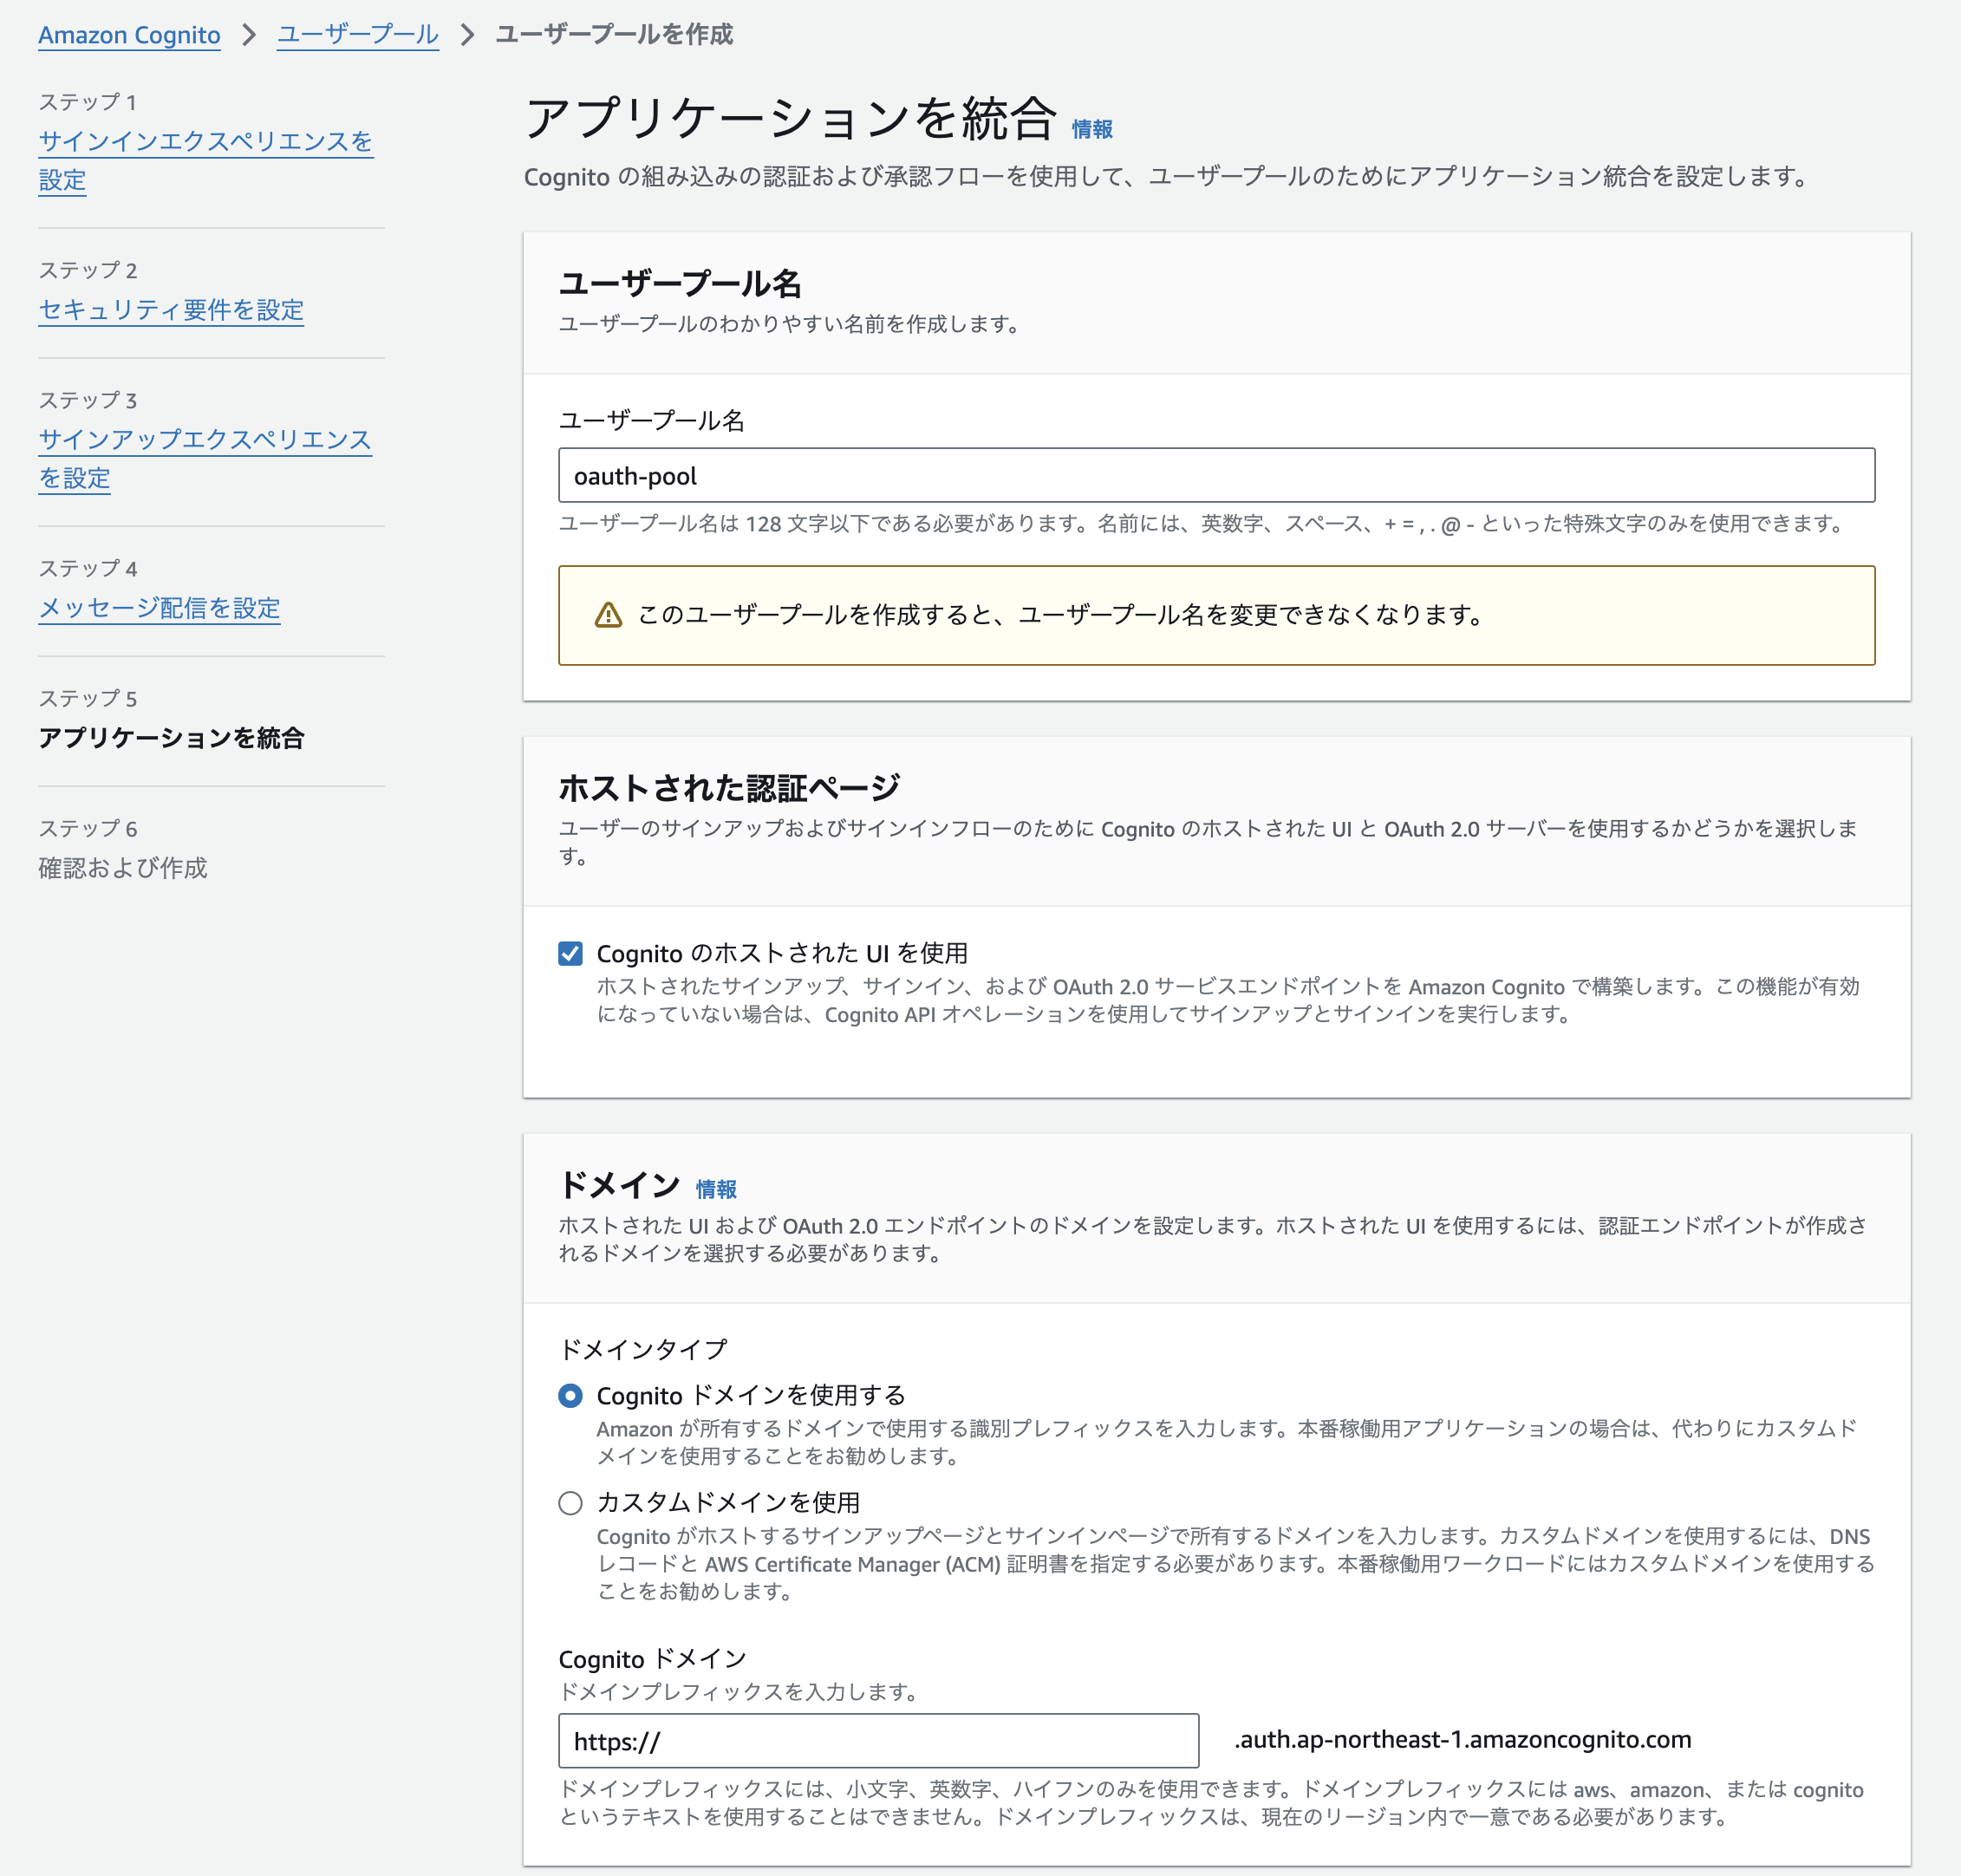 Amazon Cognito > ユーザープール > ユーザープールを作成
ステップ 1
サインインエクスペリエンスを
設定
ステップ 2
セキュリティ要件を設定
ステップ 3
サインアップエクスペリエンス
を設定
ステップ 4
メッセージ配信を設定
ステップ 5
アプリケーションを統合
ステップ 6
確認および作成
アプリケーションを統合 情報
Cognito の組み込みの認証および承認フローを使用して、ユーザープールのためにアプリケーション統合を設定します。
ユーザープール名
ユーザープールのわかりやすい名前を作成します。
ユーザープール名
oauth-pool
ユーザープール名は 128 文字以下である必要があります。名前には、英数字、スペース、+ = , . @ - といった特殊文字のみを使用できます。
このユーザープールを作成すると、ユーザープール名を変更できなくなります。
ホストされた認証ページ
ユーザーのサインアップおよびサインインフローのために Cognito のホストされた UI と OAuth 2.0 サーバーを使用するかどうかを選択しま
す。
Cognito のホストされた UI を使用
ホストされたサインアップ、サインイン、および OAuth 2.0 サービスエンドポイントを Amazon Cognito で構築します。この機能が有効
になっていない場合は、Cognito API オペレーションを使用してサインアップとサインインを実行します。
ドメイン 情報
ホストされた UI および OAuth 2.0 エンドポイントのドメインを設定します。ホストされた UI を使用するには、認証エンドポイントが作成さ
れるドメインを選択する必要があります。
ドメインタイプ
Cognito ドメインを使用する
Amazon が所有するドメインで使用する識別プレフィックスを入力します。本番稼働用アプリケーションの場合は、代わりにカスタムド
メインを使用することをお勧めします。
カスタムドメインを使用
Cognito がホストするサインアップページとサインインページで所有するドメインを入力します。カスタムドメインを使用するには、DNS
レコードと AWS Certificate Manager (ACM) 証明書を指定する必要があります。本番稼働用ワークロードにはカスタムドメインを使用する
ことをお勧めします。
Cognito ドメイン
ドメインプレフィックスを入力します。
https:// .auth.ap-northeast-1.amazoncognito.com
ドメインプレフィックスには、小文字、英数字、ハイフンのみを使用できます。ドメインプレフィックスには aws、amazon、または cognito
というテキストを使用することはできません。ドメインプレフィックスは、現在のリージョン内で一意である必要があります。